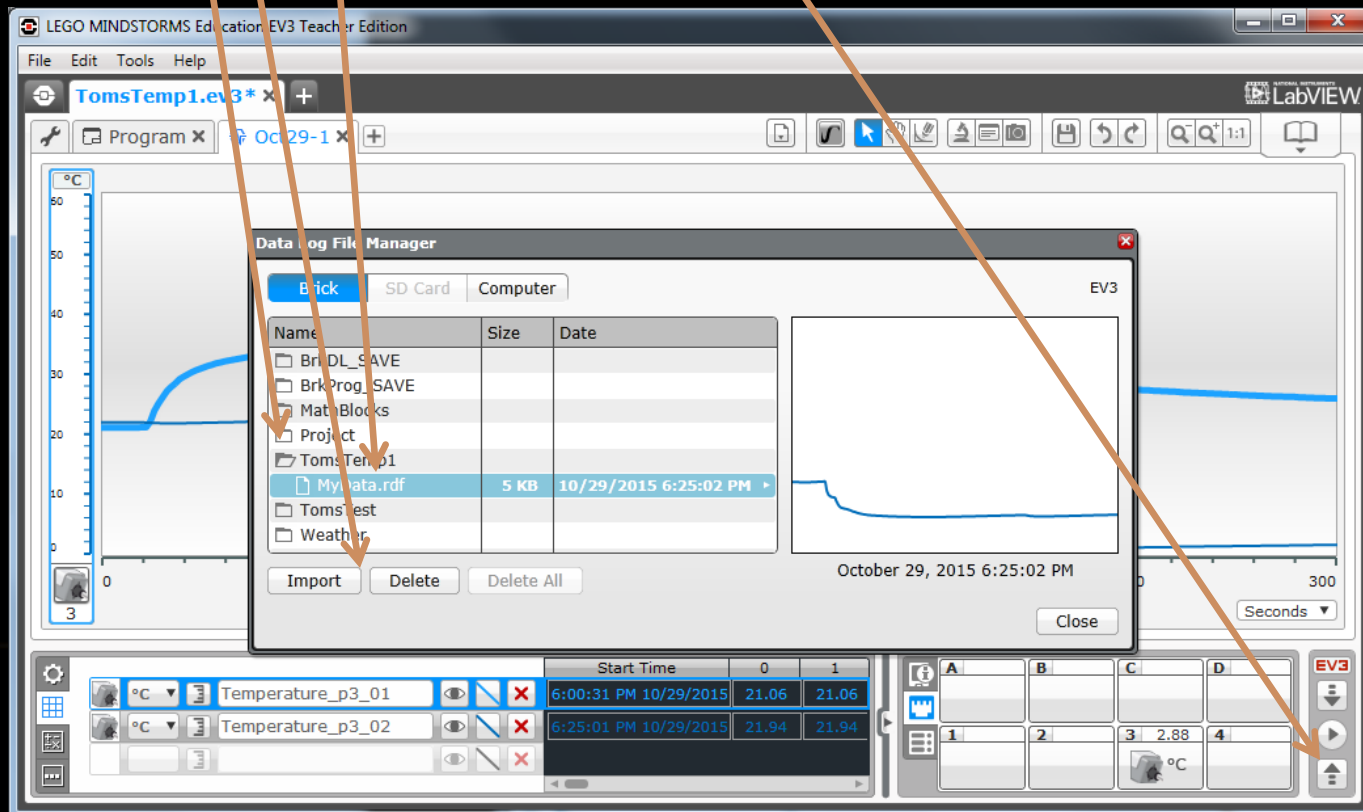 LEGO MINDSTORMS Education EV3 Teacher Edition
File Edit Tools Help
TomsTemp1.ev3* × +
NATIONAL INSTRUMENTS
LabVIEW
Program × Oct29-1 × + 1:1
°C
60
50
40
30
20
10
0
3
0
300
Seconds
Data Log File Manager
Brick SD Card Computer EV3
Name Size Date
BrkDL_SAVE
BrkProg_SAVE
MathBlocks
Project
TomsTemp1
MyData.rdf 5 KB 10/29/2015 6:25:02 PM
TomsTest
Weather
Import Delete Delete All
October 29, 2015 6:25:02 PM
Close
Start Time 0 1
°C Temperature_p3_01 6:00:31 PM 10/29/2015 21.06 21.06
°C Temperature_p3_02 6:25:01 PM 10/29/2015 21.94 21.94
A B C D EV3
1 2 3 2.88 4
°C